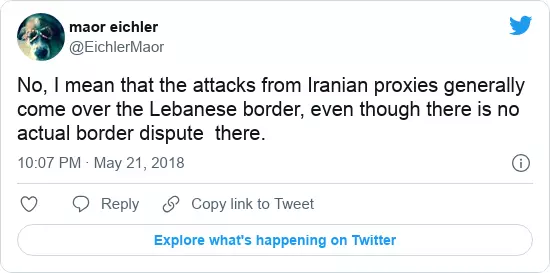 maor eichler
@EichlerMaor
No, I mean that the attacks from Iranian proxies generally
come over the Lebanese border, even though there is no
actual border dispute  there.
10:07 PM · May 21, 2018
Reply
Copy link to Tweet
Explore what's happening on Twitter